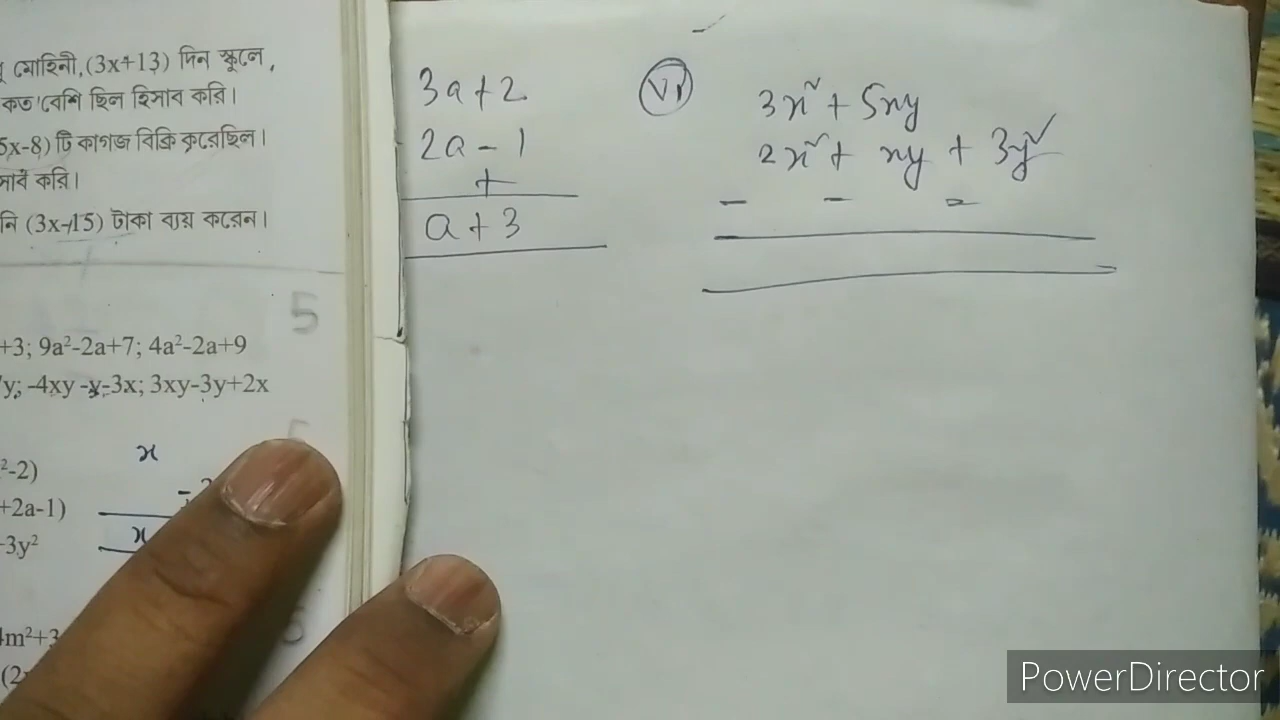 মোহিনী,(3x+13) দিন স্কুলে,
কত বেশি ছিল হিসাব করি।
5x-8) টি কাগজ বিক্রি করেছিল।
সাব করি।
নি (3x-15) টাকা ব্যয় করেন।
5
+3; 9a²-2a+7; 4a²-2a+9
y; -4xy -y-3x; 3xy-3y+2x
x
²-2)
+2a-1)
x
-3y²
4m²+3
(2
3a+2
2a - 1
+
a + 3
VI
3x² + 5xy
2x² + xy + 3y²
- - -
PowerDirector